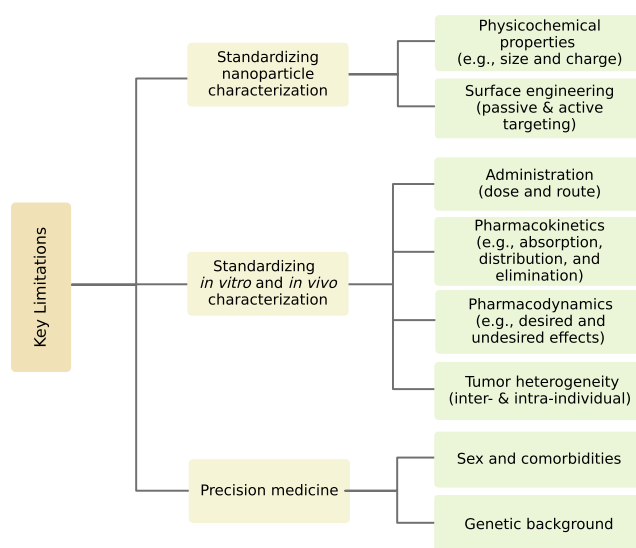 Key Limitations
Standardizing
nanoparticle
characterization
Physicochemical
properties
(e.g., size and charge)
Surface engineering
(passive & active
targeting)
Standardizing
in vitro and in vivo
characterization
Administration
(dose and route)
Pharmacokinetics
(e.g., absorption,
distribution, and
elimination)
Pharmacodynamics
(e.g., desired and
undesired effects)
Tumor heterogeneity
(inter- & intra-individual)
Precision medicine
Sex and comorbidities
Genetic background